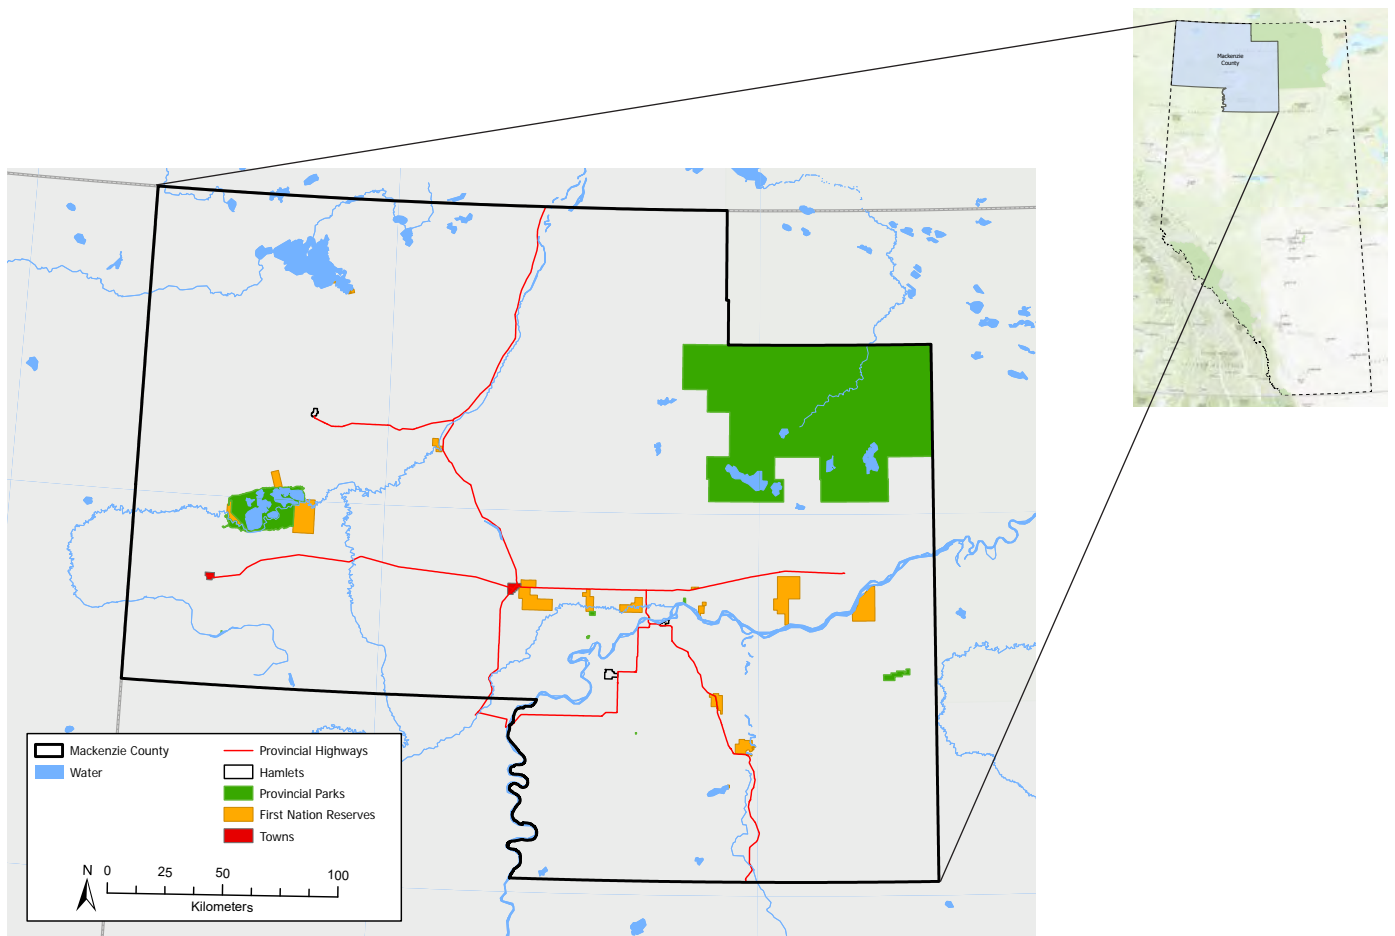 Mackenzie
County
Mackenzie County
Water
Provincial Highways
Hamlets
Provincial Parks
First Nation Reserves
Towns
N
0 25 50 100
Kilometers